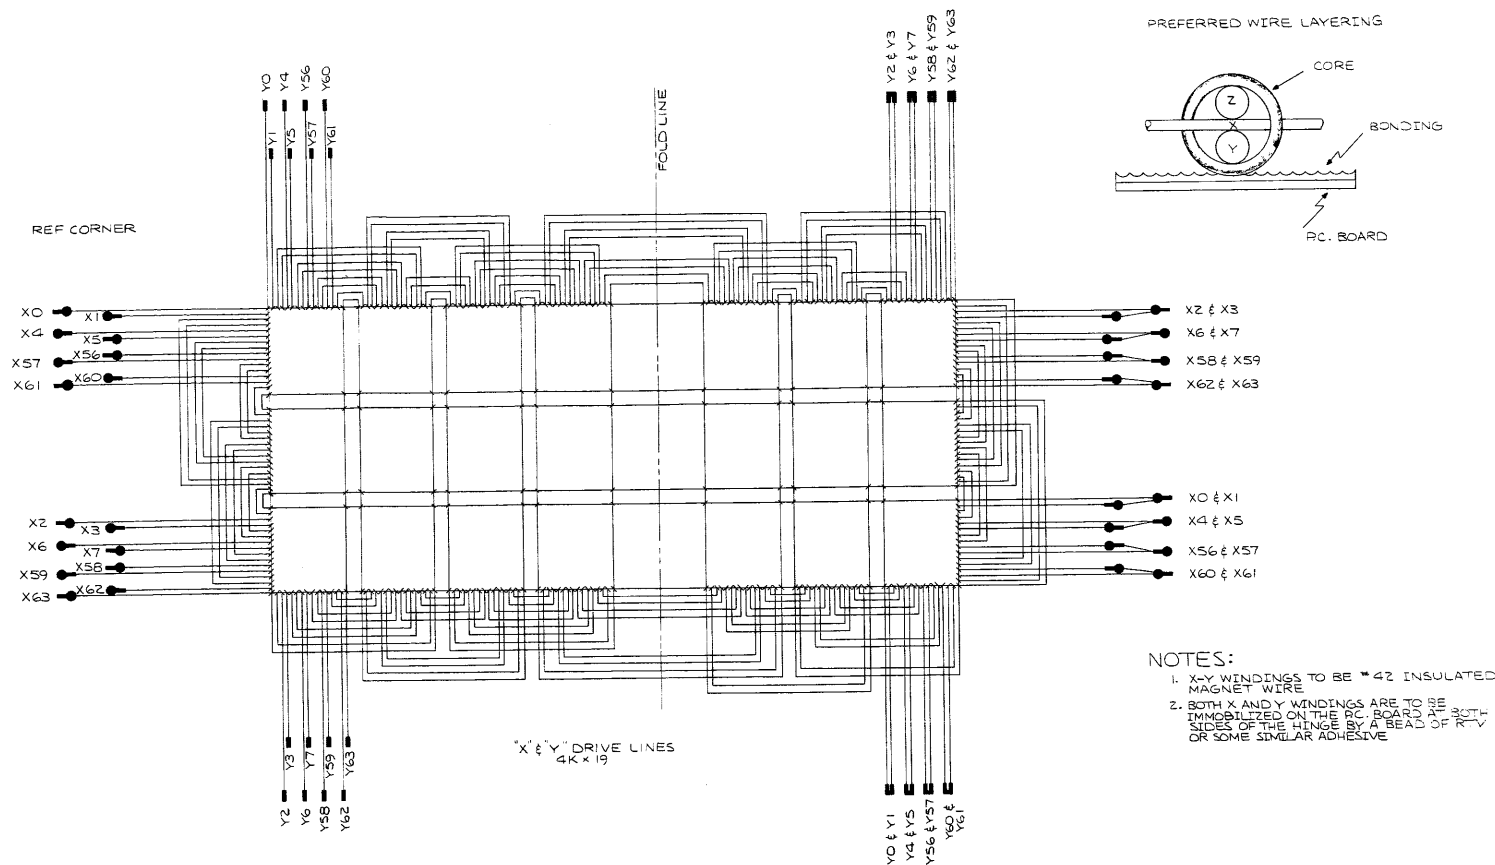 PREFERRED WIRE LAYERING
CORE
Z
X
Y
BONDING
P.C. BOARD
Y0
Y4
Y56
Y60
Y1
Y5
Y57
Y61
FOLD LINE
Y2 & Y3
Y6 & Y7
Y58 & Y59
Y62 & Y63
REF CORNER
X0
X1
X4
X5
X56
X57
X60
X61
X2 & X3
X6 & X7
X58 & X59
X62 & X63
X2
X3
X6
X7
X58
X59
X62
X63
X0 & X1
X4 & X5
X56 & X57
X60 & X61
Y3
Y7
Y59
Y63
Y2
Y6
Y58
Y62
"X" & "Y" DRIVE LINES
4K x 19
Y0 & Y1
Y4 & Y5
Y56 & Y57
Y60 &
Y61
NOTES:
1. X-Y WINDINGS TO BE #42 INSULATED
MAGNET WIRE
2. BOTH X AND Y WINDINGS ARE TO BE
IMMOBILIZED ON THE P.C. BOARD AT BOTH
SIDES OF THE HINGE BY A BEAD OF RTV
OR SOME SIMILAR ADHESIVE